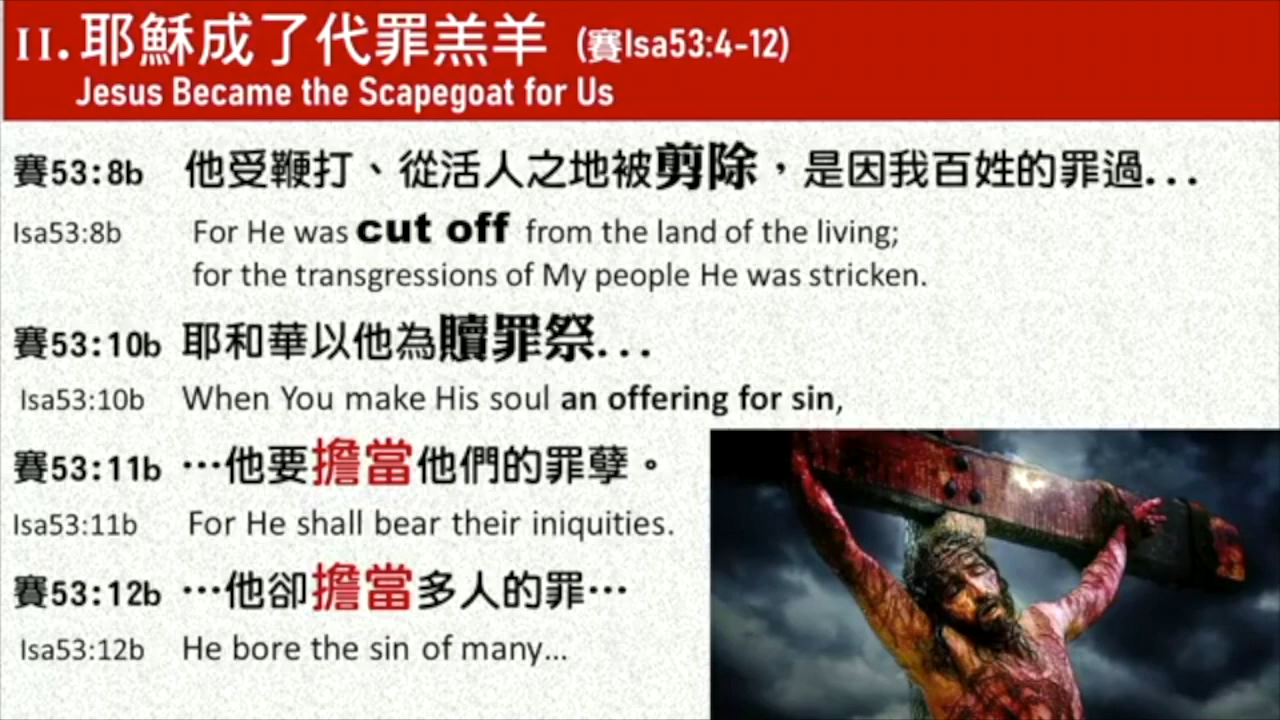 II. 耶穌成了代罪羔羊 (賽Isa53:4-12)
Jesus Became the Scapegoat for Us
賽53:8b 他受鞭打、從活人之地被剪除，是因我百姓的罪過...
Isa53:8b For He was cut off from the land of the living;
for the transgressions of My people He was stricken.
賽53:10b 耶和華以他為贖罪祭...
Isa53:10b When You make His soul an offering for sin,
賽53:11b …他要擔當他們的罪孽。
Isa53:11b For He shall bear their iniquities.
賽53:12b …他卻擔當多人的罪…
Isa53:12b He bore the sin of many...